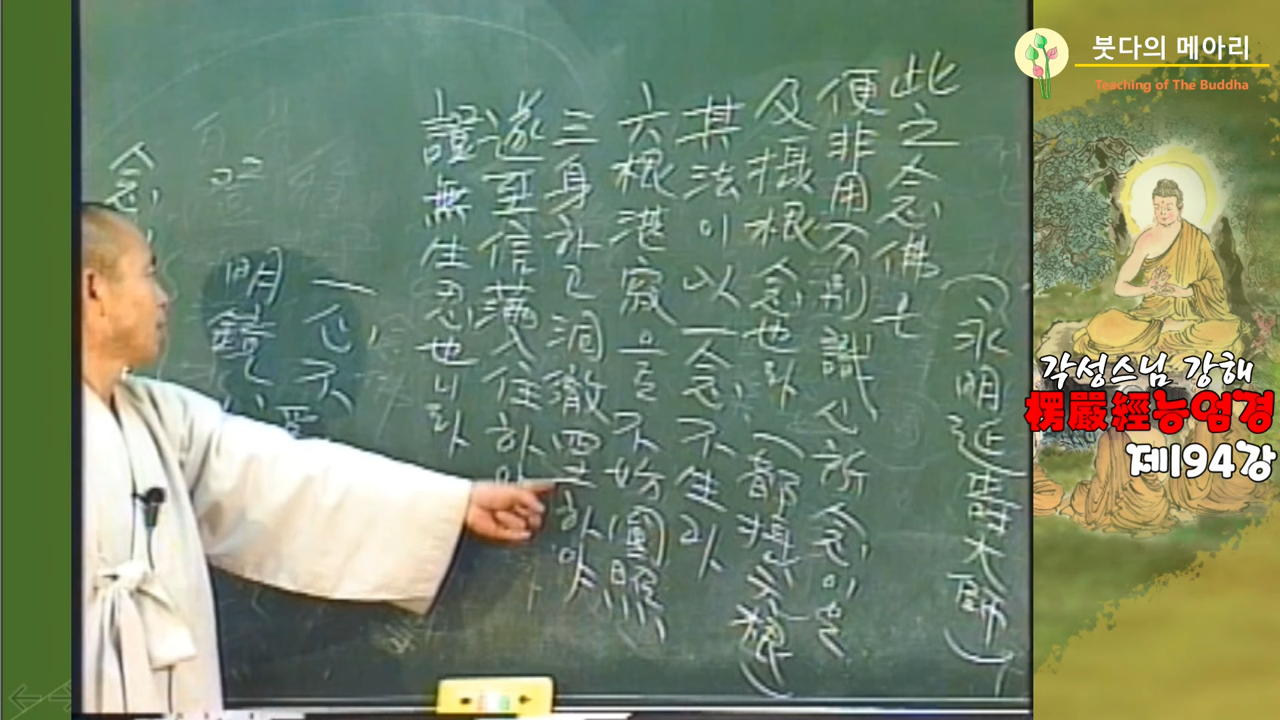 붓다의 메아리
Teaching of The Buddha
각성스님 강해
楞嚴經능엄경
제194강
(永明延壽大師)
此之念佛
便非用分別識心所念이
及攝根念也라 (都攝六根)
其法이 以一念不生
六根湛寂으로 不妨圓照
三身하고 洞徹四土하야
遂至信滿入住하야
證無生忍也니라
一心不
明鏡
念